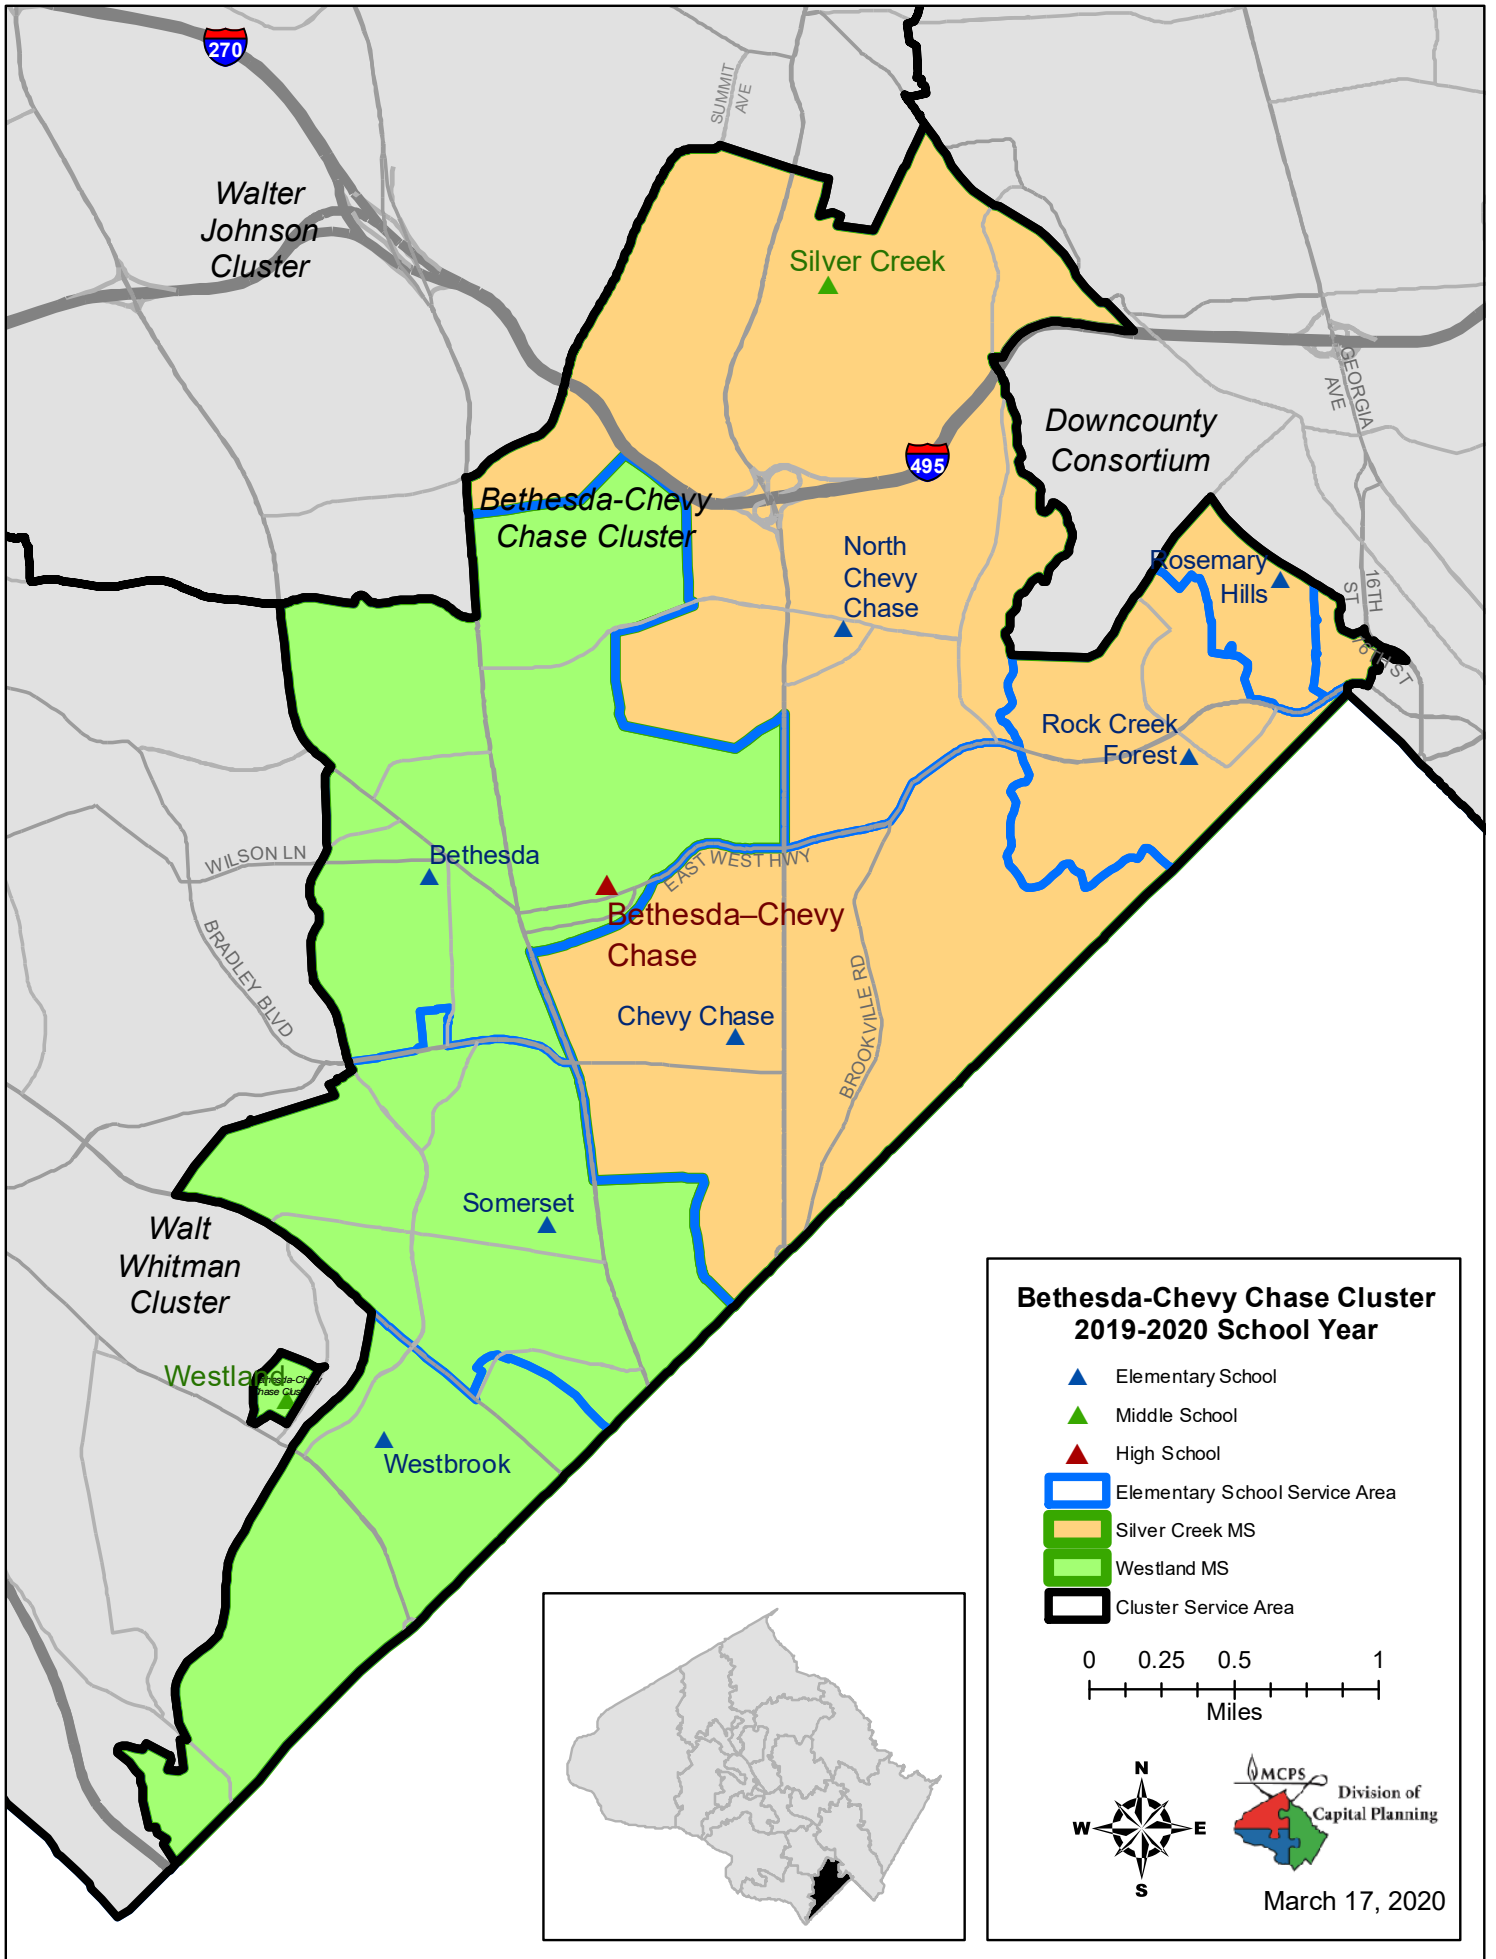 270
SUMMIT
AVE
Walter
Johnson
Cluster
Silver Creek
GEORGIA
AVE
Downcounty
Consortium
495
Bethesda-Chevy
Chase Cluster
North
Chevy
Chase
Rosemary
Hills
16TH
ST
16TH ST
Rock Creek
Forest
WILSON LN
Bethesda
EAST WEST HWY
Bethesda–Chevy
Chase
BRADLEY BLVD
Chevy Chase
BROOKVILLE RD
Somerset
Walt
Whitman
Cluster
Westland
Westbrook
Bethesda-Chevy Chase Cluster
2019-2020 School Year
Elementary School
Middle School
High School
Elementary School Service Area
Silver Creek MS
Westland MS
Cluster Service Area
0 0.25 0.5 1
Miles
N
W E
S
MCPS
Division of
Capital Planning
March 17, 2020